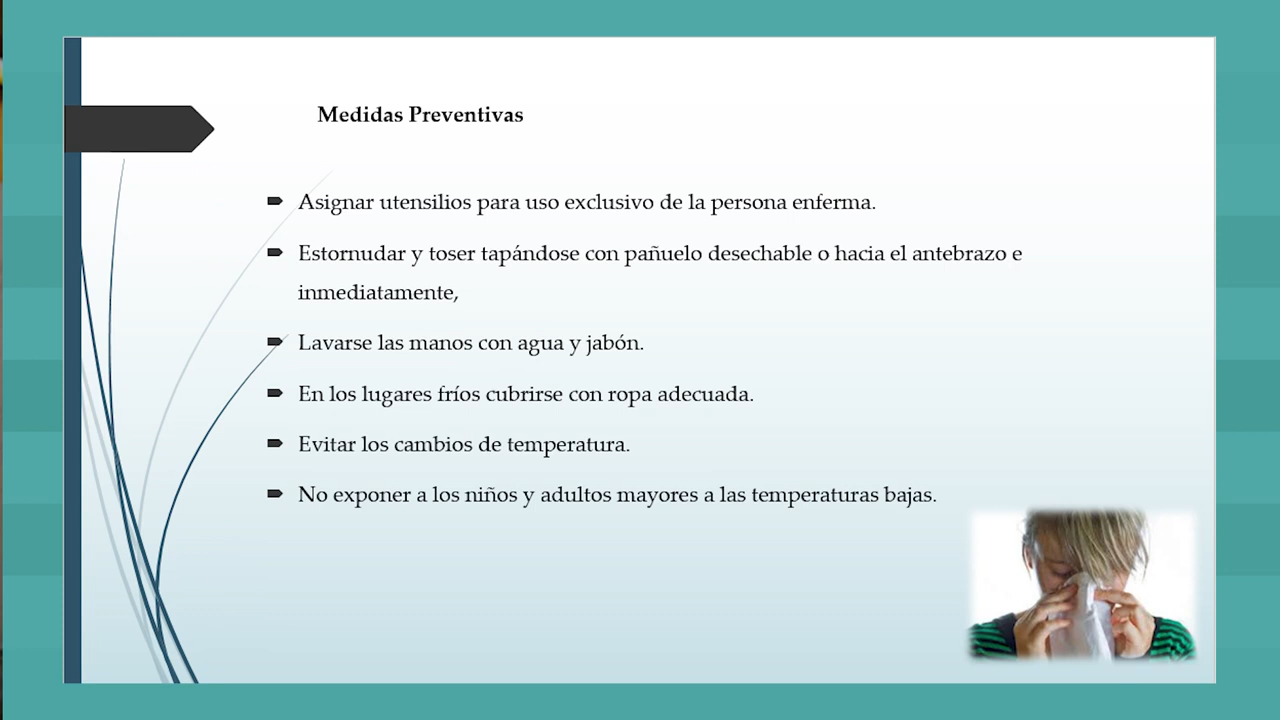 Medidas Preventivas
Asignar utensilios para uso exclusivo de la persona enferma.
Estornudar y toser tapándose con pañuelo desechable o hacia el antebrazo e
inmediatamente,
Lavarse las manos con agua y jabón.
En los lugares fríos cubrirse con ropa adecuada.
Evitar los cambios de temperatura.
No exponer a los niños y adultos mayores a las temperaturas bajas.